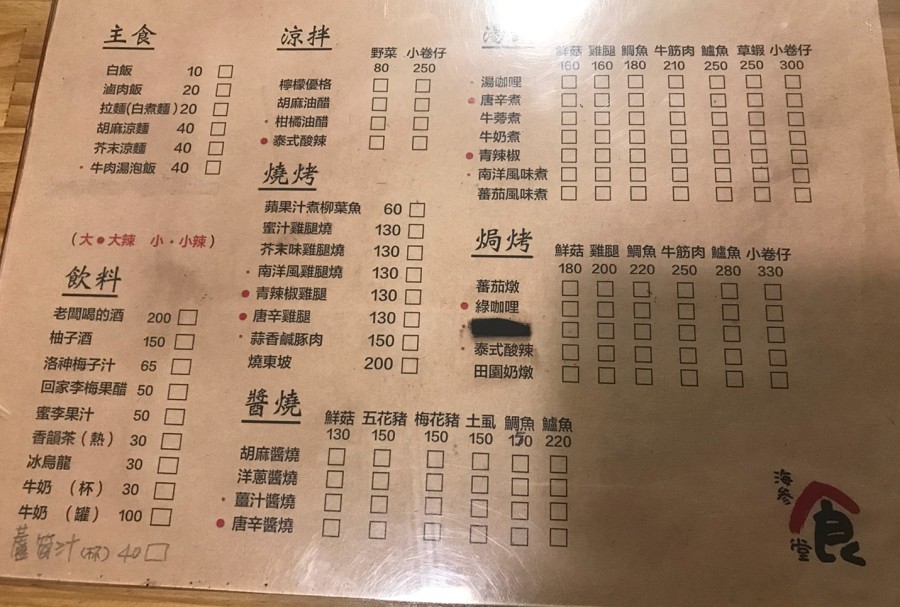 主食
白飯 10
滷肉飯 20
拉麵(白煮麵) 20
胡麻涼麵 40
芥末涼麵 40
· 牛肉湯泡飯 40
(大●大辣 小·小辣)
飲料
老闆喝的酒 200
柚子酒 150
洛神梅子汁 65
回家李梅果醋 50
蜜李果汁 50
香韻茶(熱) 30
冰烏龍 30
牛奶 (杯) 30
牛奶 (罐) 100
汁(杯) 40
涼拌
野菜 小卷仔
80 250
檸檬優格
胡麻油醋
· 柑橘油醋
● 泰式酸辣
燒烤
蘋果汁煮柳葉魚 60
蜜汁雞腿燒 130
芥末味雞腿燒 130
· 南洋風雞腿燒 130
● 青辣椒雞腿 130
● 唐辛雞腿 130
· 蒜香鹹豚肉 150
燒東坡 200
醬燒
鮮菇 五花豬 梅花豬 土虱 鯛魚 鱸魚
130 150 150 150 220
胡麻醬燒
洋蔥醬燒
· 薑汁醬燒
● 唐辛醬燒
鮮菇 雞腿 鯛魚 牛筋肉 鱸魚 草蝦 小卷仔
160 160 180 210 250 250 300
· 湯咖哩
● 唐辛煮
牛蒡煮
牛奶煮
● 青辣椒
· 南洋風味煮
蕃茄風味煮
焗烤
鮮菇 雞腿 鯛魚 牛筋肉 鱸魚 小卷仔
180 200 220 250 280 330
蕃茄燉
● 綠咖哩
· 泰式酸辣
田園奶燉
海參
食
堂